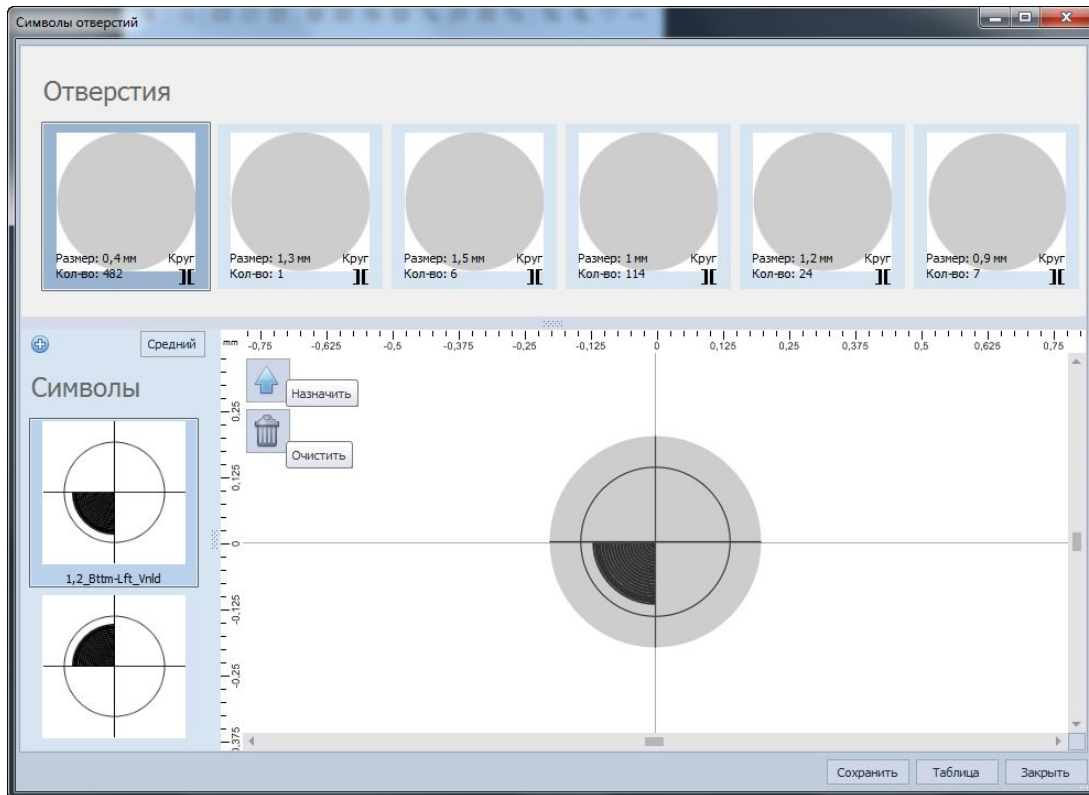 Символы отверстий
Отверстия
Размер: 0,4 мм Круг
Кол-во: 482
Размер: 1,3 мм Круг
Кол-во: 1
Размер: 1,5 мм Круг
Кол-во: 6
Размер: 1 мм Круг
Кол-во: 114
Размер: 1,2 мм Круг
Кол-во: 24
Размер: 0,9 мм Круг
Кол-во: 7
Средний
Символы
1,2_Bttm-Lft_Vnld
mm -0,75 -0,625 -0,5 -0,375 -0,25 -0,125 0 0,125 0,25 0,375 0,5 0,625 0,75
0,25
0,125
0
-0,125
-0,25
-0,375
Назначить
Очистить
Сохранить Таблица Закрыть